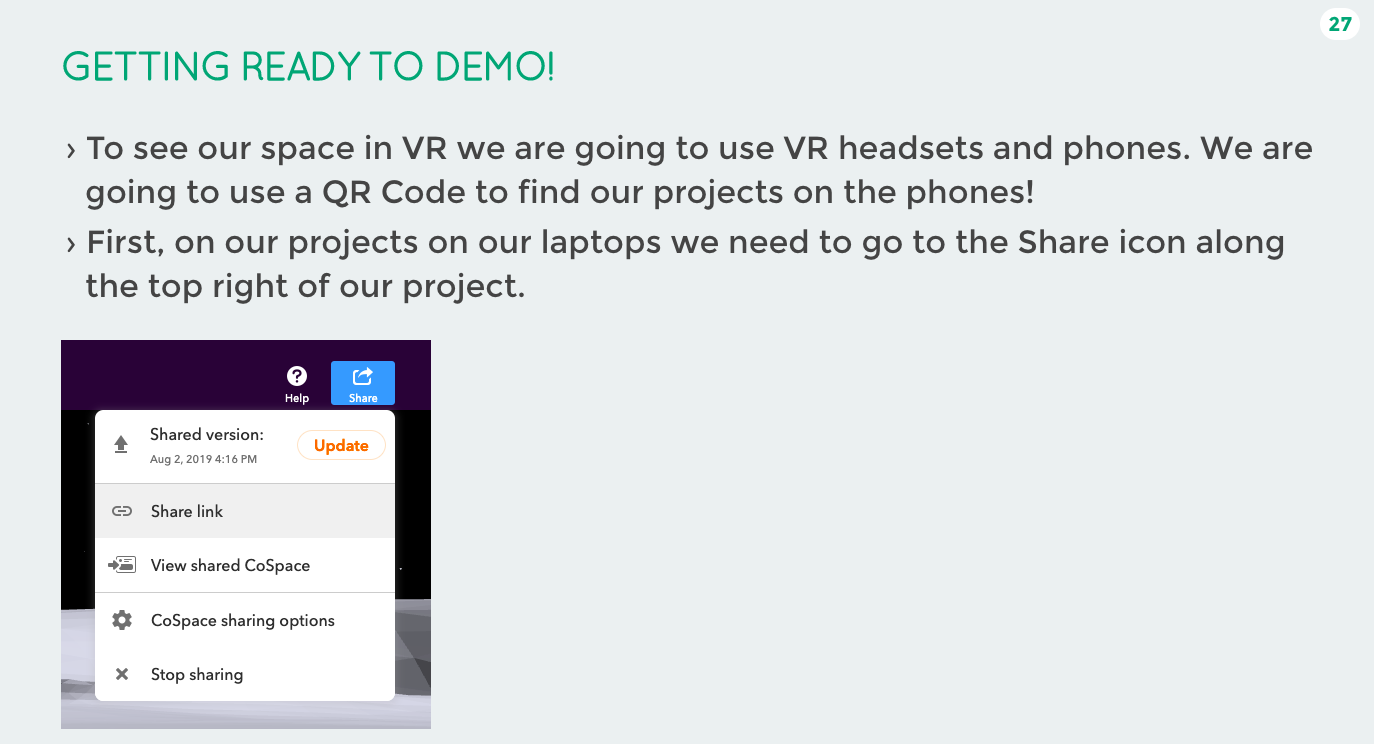 27
GETTING READY TO DEMO!
› To see our space in VR we are going to use VR headsets and phones. We are
going to use a QR Code to find our projects on the phones!
› First, on our projects on our laptops we need to go to the Share icon along
the top right of our project.
Help
Share
Shared version:
Aug 2, 2019 4:16 PM
Update
Share link
View shared CoSpace
CoSpace sharing options
Stop sharing